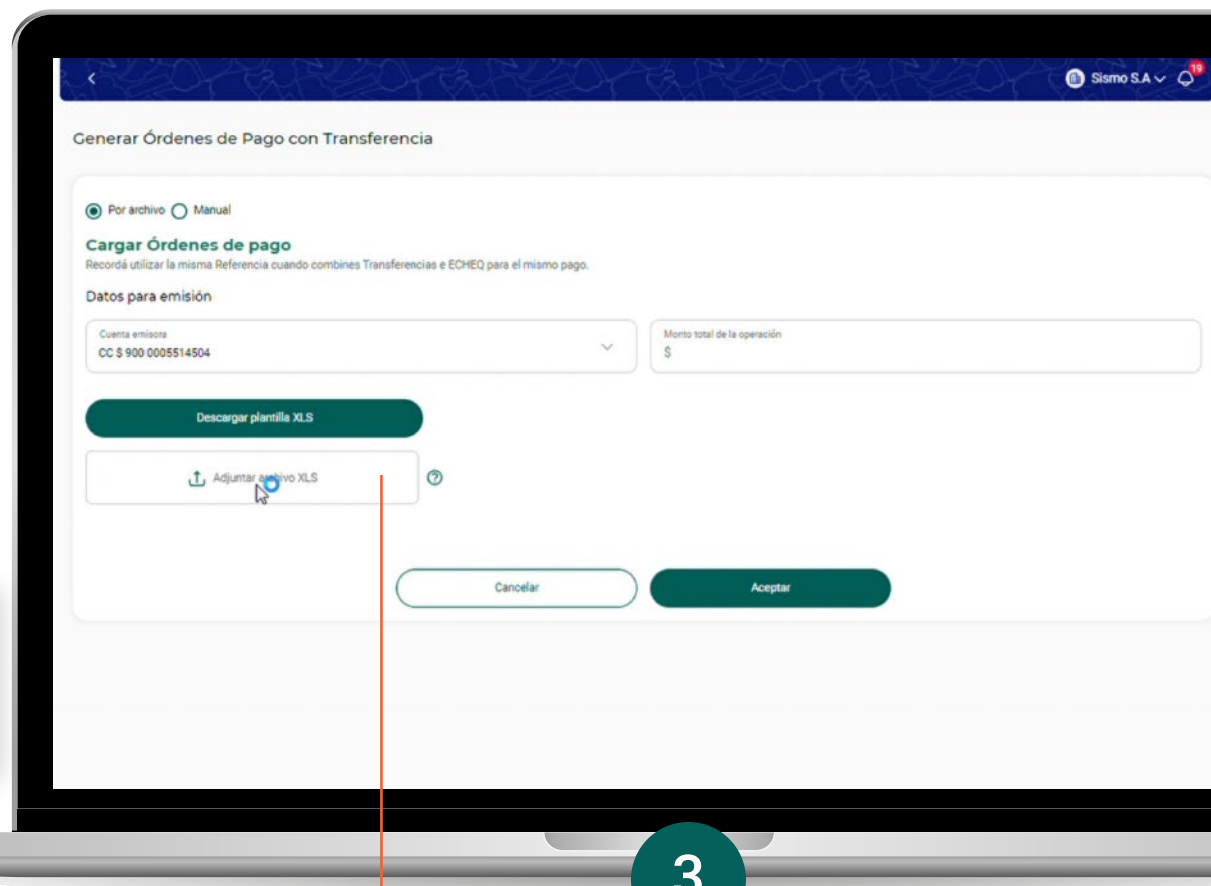 Sismo S.A
19
Generar Órdenes de Pago con Transferencia
Por archivo
Manual
Cargar Órdenes de pago
Recordá utilizar la misma Referencia cuando combines Transferencias e ECHEQ para el mismo pago.
Datos para emisión
Cuenta emisora
CC $ 900 0005514504
Monto total de la operación
$
Descargar plantilla XLS
Adjuntar archivo XLS
Cancelar
Aceptar
3